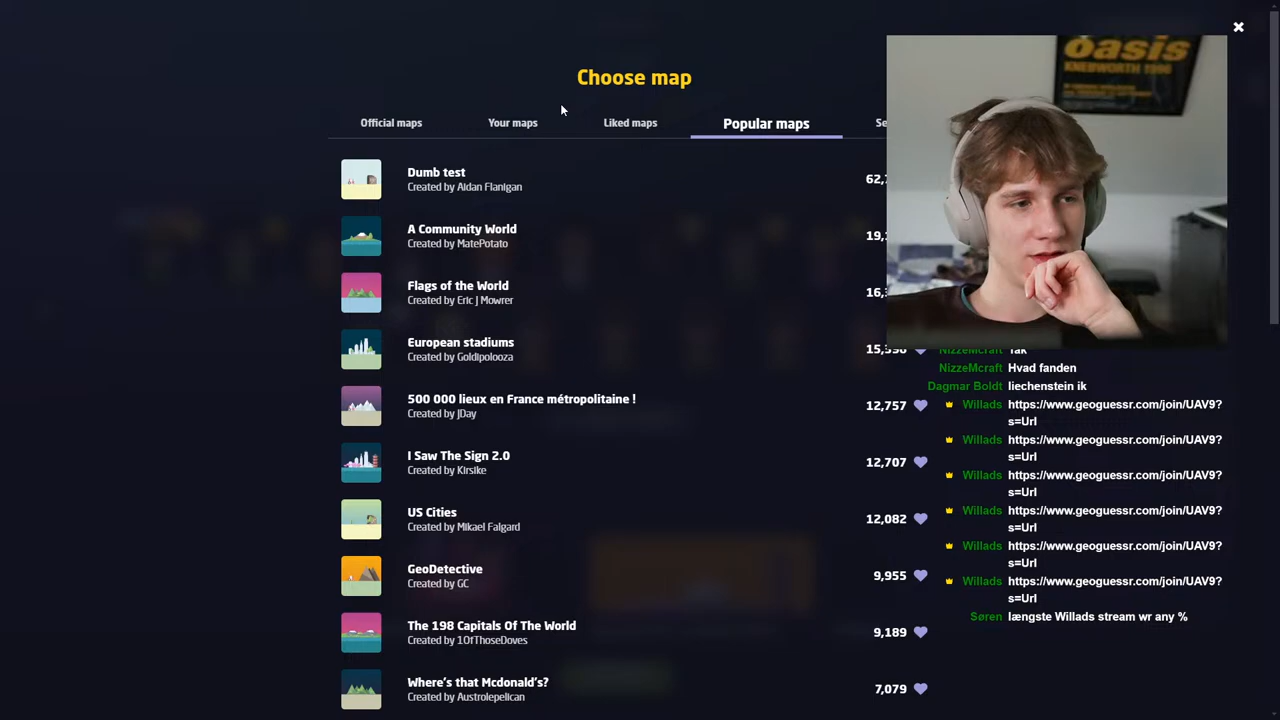 Choose map
Official maps
Your maps
Liked maps
Popular maps
Dumb test
Created by Aidan Flanigan
A Community World
Created by MatePotato
Flags of the World
Created by Eric J Mowrer
European stadiums
Created by Goldipolooza
500 000 lieux en France métropolitaine !
Created by JDay
12,757
I Saw The Sign 2.0
Created by Kirsike
12,707
US Cities
Created by Mikael Falgard
12,082
GeoDetective
Created by GC
9,955
The 198 Capitals Of The World
Created by 1OfThoseDoves
9,189
Where's that Mcdonald's?
Created by Austrolepelican
7,079
oasis
KNEBWORTH 1996
NizzeMcraft Tak
NizzeMcraft Hvad fanden
Dagmar Boldt liechenstein ik
Willads https://www.geoguessr.com/join/UAV9?
s=Url
Willads https://www.geoguessr.com/join/UAV9?
s=Url
Willads https://www.geoguessr.com/join/UAV9?
s=Url
Willads https://www.geoguessr.com/join/UAV9?
s=Url
Willads https://www.geoguessr.com/join/UAV9?
s=Url
Willads https://www.geoguessr.com/join/UAV9?
s=Url
Søren længste Willads stream wr any %